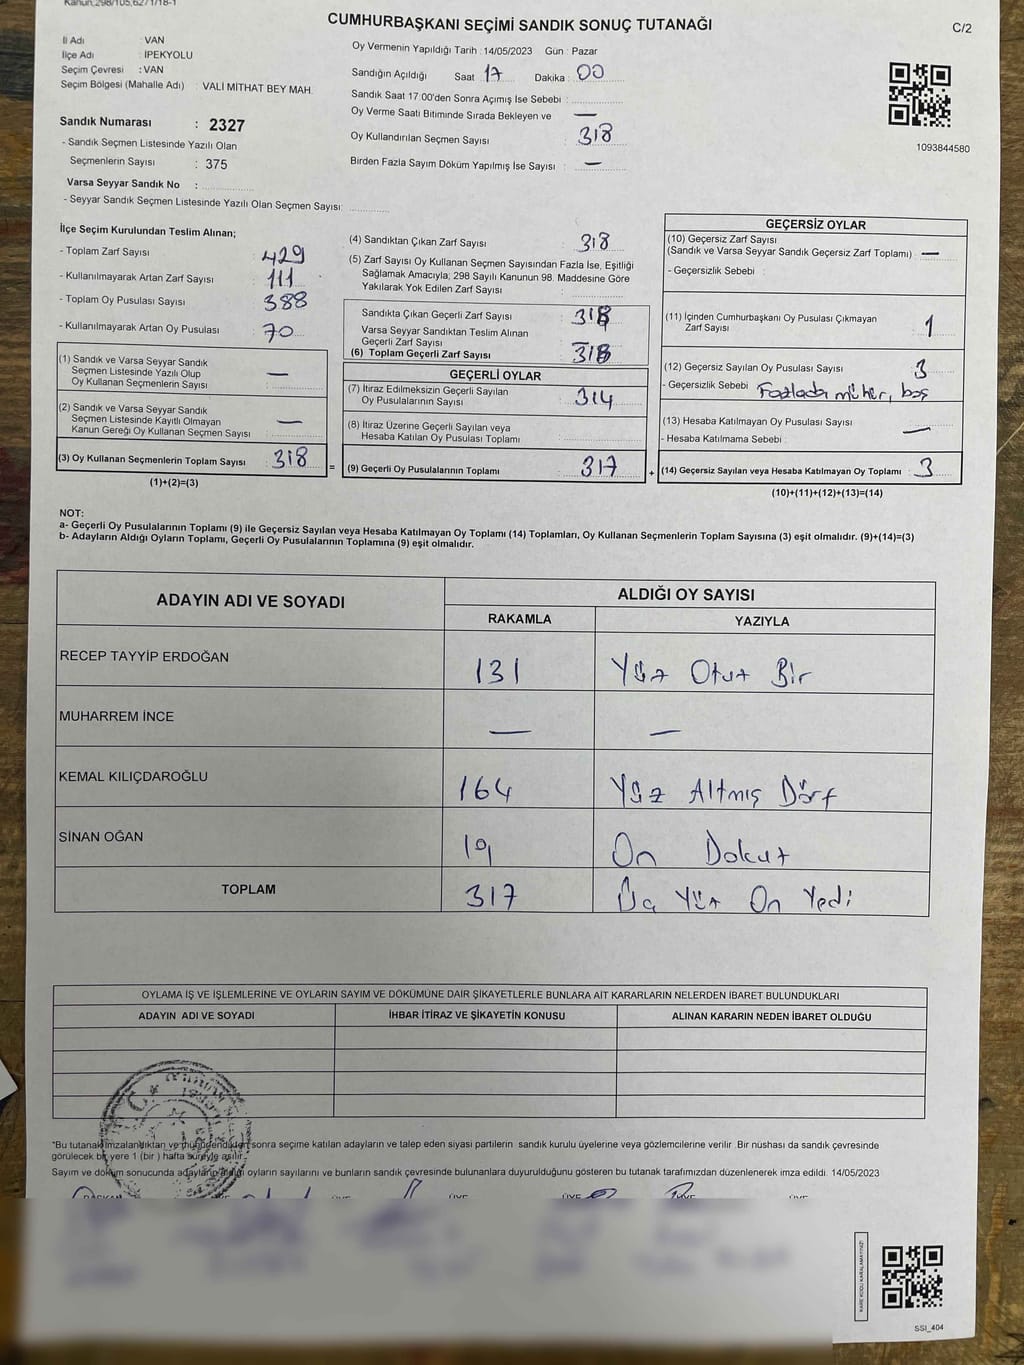 Kanun;298/105,6271/18-1
CUMHURBAŞKANI SEÇİMİ SANDIK SONUÇ TUTANAĞI
C/2
İl Adı : VAN
İlçe Adı : İPEKYOLU
Seçim Çevresi : VAN
Seçim Bölgesi (Mahalle Adı) : VALİ MİTHAT BEY MAH.
Oy Vermenin Yapıldığı Tarih : 14/05/2023 Gün : Pazar
Sandığın Açıldığı Saat 17 Dakika : 00
Sandık Saat 17:00'den Sonra Açımış İse Sebebi :
Oy Verme Saati Bitiminde Sırada Bekleyen ve —
Oy Kullandırılan Seçmen Sayısı : 318
Birden Fazla Sayım Döküm Yapılmış İse Sayısı : —
1093844580
Sandık Numarası : 2327
- Sandık Seçmen Listesinde Yazılı Olan
Seçmenlerin Sayısı : 375
Varsa Seyyar Sandık No :
- Seyyar Sandık Seçmen Listesinde Yazılı Olan Seçmen Sayısı:
İlçe Seçim Kurulundan Teslim Alınan;
- Toplam Zarf Sayısı : 429
- Kullanılmayarak Artan Zarf Sayısı : 111
- Toplam Oy Pusulası Sayısı : 388
- Kullanılmayarak Artan Oy Pusulası : 70
(1) Sandık ve Varsa Seyyar Sandık
Seçmen Listesinde Yazılı Olup
Oy Kullanan Seçmenlerin Sayısı : —
(2) Sandık ve Varsa Seyyar Sandık
Seçmen Listesinde Kayıtlı Olmayan
Kanun Gereği Oy Kullanan Seçmen Sayısı : —
(3) Oy Kullanan Seçmenlerin Toplam Sayısı : 318
(1)+(2)=(3)
=
(4) Sandıktan Çıkan Zarf Sayısı : 318
(5) Zarf Sayısı Oy Kullanan Seçmen Sayısından Fazla İse, Eşitliği
Sağlamak Amacıyla; 298 Sayılı Kanunun 98. Maddesine Göre
Yakılarak Yok Edilen Zarf Sayısı :
Sandıkta Çıkan Geçerli Zarf Sayısı : 318
Varsa Seyyar Sandıktan Teslim Alınan
Geçerli Zarf Sayısı : —
(6) Toplam Geçerli Zarf Sayısı : 318
GEÇERLİ OYLAR
(7) İtiraz Edilmeksizin Geçerli Sayılan
Oy Pusulalarının Sayısı : 314
(8) İtiraz Üzerine Geçerli Sayılan veya
Hesaba Katılan Oy Pusulası Toplamı :
(9) Geçerli Oy Pusulalarının Toplamı : 317
+
GEÇERSİZ OYLAR
(10) Geçersiz Zarf Sayısı
(Sandık ve Varsa Seyyar Sandık Geçersiz Zarf Toplamı) : —
- Geçersizlik Sebebi :
(11) İçinden Cumhurbaşkanı Oy Pusulası Çıkmayan
Zarf Sayısı : 1
(12) Geçersiz Sayılan Oy Pusulası Sayısı : 3
- Geçersizlik Sebebi : mühür, boş
(13) Hesaba Katılmayan Oy Pusulası Sayısı : —
- Hesaba Katılmama Sebebi :
(14) Geçersiz Sayılan veya Hesaba Katılmayan Oy Toplamı : 3
(10)+(11)+(12)+(13)=(14)
NOT:
a- Geçerli Oy Pusulalarının Toplamı (9) ile Geçersiz Sayılan veya Hesaba Katılmayan Oy Toplamı (14) Toplamları, Oy Kullanan Seçmenlerin Toplam Sayısına (3) eşit olmalıdır. (9)+(14)=(3)
b- Adayların Aldığı Oyların Toplamı, Geçerli Oy Pusulalarının Toplamına (9) eşit olmalıdır.
ADAYIN ADI VE SOYADI
ALDIĞI OY SAYISI
RAKAMLA YAZIYLA
RECEP TAYYİP ERDOĞAN 131 Yüz Otuz Bir
MUHARREM İNCE — —
KEMAL KILIÇDAROĞLU 164 Yüz Altmış Dört
SİNAN OĞAN 19 On Dokuz
TOPLAM 317 Üç Yüz On Yedi
OYLAMA İŞ VE İŞLEMLERİNE VE OYLARIN SAYIM VE DÖKÜMÜNE DAİR ŞİKAYETLERLE BUNLARA AİT KARARLARIN NELERDEN İBARET BULUNDUKLARI
ADAYIN ADI VE SOYADI İHBAR İTİRAZ VE ŞİKAYETİN KONUSU ALINAN KARARIN NEDEN İBARET OLDUĞU
*Bu tutanak imzalandıktan ve mühürlendikten sonra seçime katılan adayların ve talep eden siyasi partilerin sandık kurulu üyelerine veya gözlemcilerine verilir. Bir nüshası da sandık çevresinde
görülecek bir yere 1 (bir) hafta süreyle asılır.
Sayım ve döküm sonucunda adayların aldığı oyların sayılarını ve bunların sandık çevresinde bulunanlara duyurulduğunu gösteren bu tutanak tarafımızdan düzenlenerek imza edildi. 14/05/2023
BAŞKAN ÜYE ÜYE ÜYE ÜYE ÜYE
KARE KODU KARALAMAYINIZ!
SSI_404